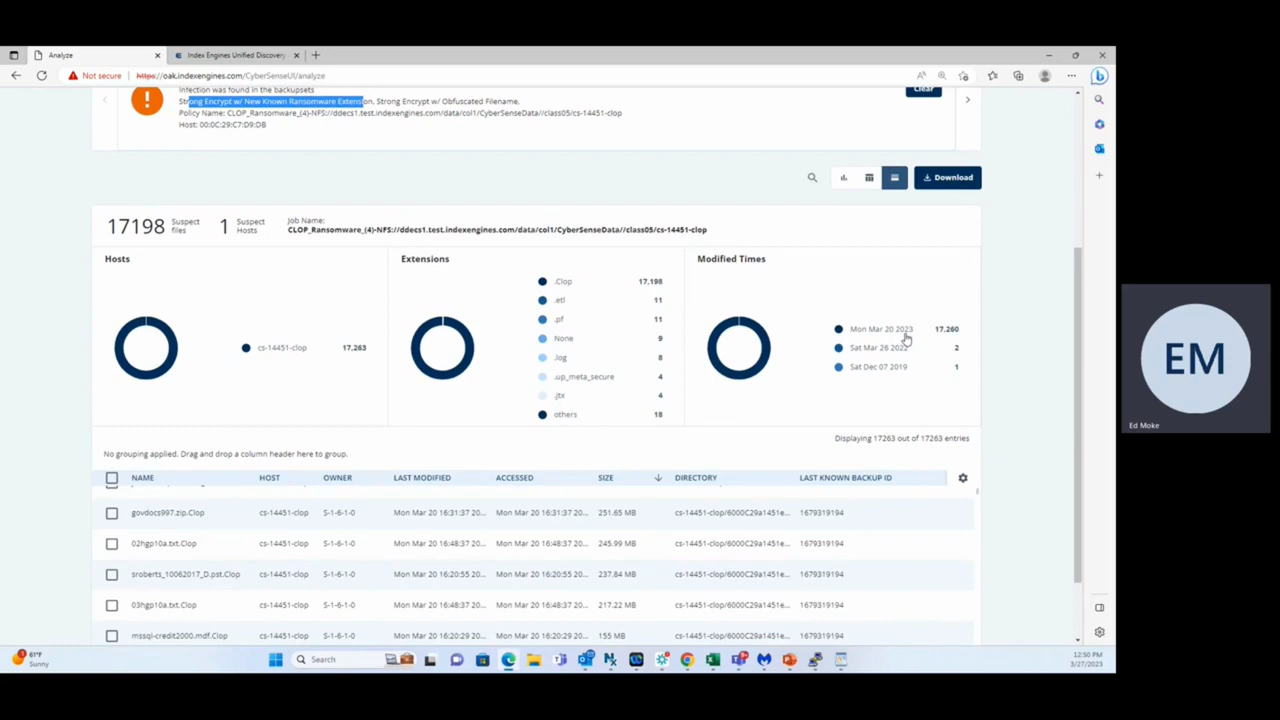 Analyze
Index Engines Unified Discovery
Not secure
https://oak.indexengines.com/CyberSenseUI/analyze
Infection was found in the backupsets
Strong Encrypt w/ New Known Ransomware Extension, Strong Encrypt w/ Obfuscated Filename,
Policy Name: CLOP_Ransomware_(4)-NFS://ddecs1.test.indexengines.com/data/col1/CyberSenseData//class05/cs-14451-clop
Host: 00:0C:29:C7:D9:DB
Clear
Download
17198 Suspect files 1 Suspect Hosts
Job Name:
CLOP_Ransomware_(4)-NFS://ddecs1.test.indexengines.com/data/col1/CyberSenseData//class05/cs-14451-clop
Hosts
cs-14451-clop 17,263
Extensions
.Clop 17,198
.etl 11
.pf 11
None 9
.log 8
.up_meta_secure 4
.jtx 4
others 18
Modified Times
Mon Mar 20 2023 17,260
Sat Mar 26 2022 2
Sat Dec 07 2019 1
Displaying 17263 out of 17263 entries
No grouping applied. Drag and drop a column header here to group.
NAME HOST OWNER LAST MODIFIED ACCESSED SIZE DIRECTORY LAST KNOWN BACKUP ID
govdocs997.zip.Clop cs-14451-clop S-1-6-1-0 Mon Mar 20 16:31:37 20... Mon Mar 20 16:31:37 20... 251.65 MB cs-14451-clop/6000C29a1451e... 1679319194
02hgp10a.txt.Clop cs-14451-clop S-1-6-1-0 Mon Mar 20 16:48:37 20... Mon Mar 20 16:48:37 20... 245.99 MB cs-14451-clop/6000C29a1451e... 1679319194
sroberts_10062017_D.pst.Clop cs-14451-clop S-1-6-1-0 Mon Mar 20 16:20:55 20... Mon Mar 20 16:20:55 20... 237.84 MB cs-14451-clop/6000C29a1451e... 1679319194
03hgp10a.txt.Clop cs-14451-clop S-1-6-1-0 Mon Mar 20 16:48:37 20... Mon Mar 20 16:48:37 20... 217.22 MB cs-14451-clop/6000C29a1451e... 1679319194
mssql-credit2000.mdf.Clop cs-14451-clop S-1-6-1-0 Mon Mar 20 16:20:29 20... Mon Mar 20 16:20:29 20... 155 MB cs-14451-clop/6000C29a1451e... 1679319194
EM
Ed Moke
61°F
Sunny
Search
12:50 PM
3/27/2023